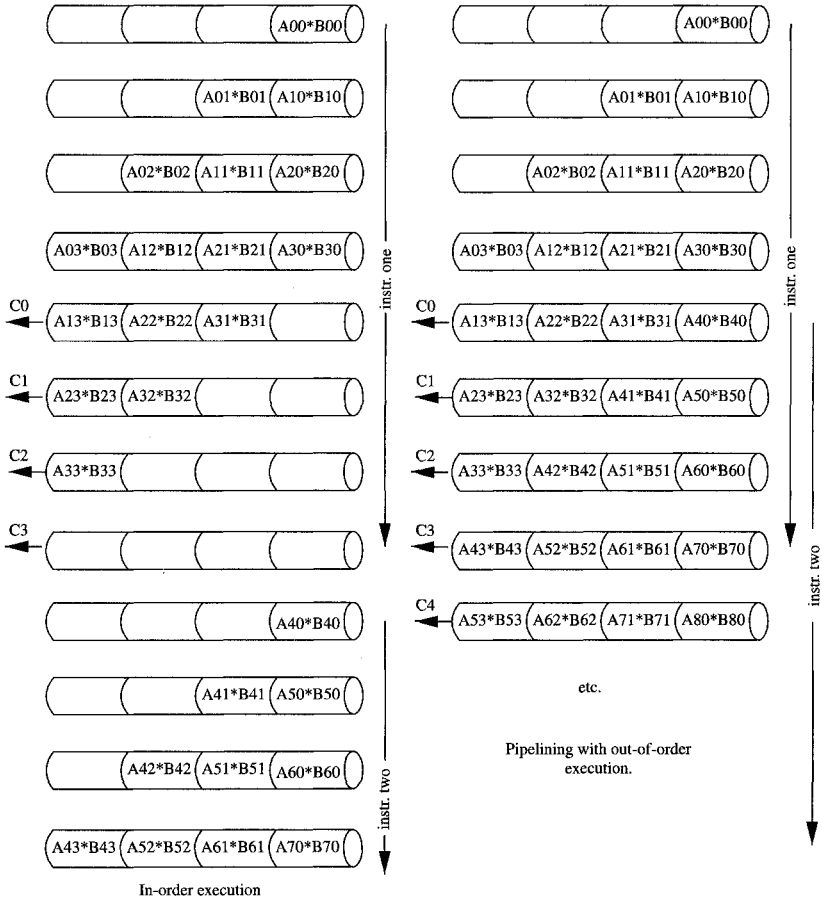 A00*B00
A01*B01 A10*B10
A02*B02 A11*B11 A20*B20
A03*B03 A12*B12 A21*B21 A30*B30
C0 A13*B13 A22*B22 A31*B31
C1 A23*B23 A32*B32
C2 A33*B33
C3
instr. one
A40*B40
A41*B41 A50*B50
A42*B42 A51*B51 A60*B60
A43*B43 A52*B52 A61*B61 A70*B70
instr. two
In-order execution
A00*B00
A01*B01 A10*B10
A02*B02 A11*B11 A20*B20
A03*B03 A12*B12 A21*B21 A30*B30
C0 A13*B13 A22*B22 A31*B31 A40*B40
C1 A23*B23 A32*B32 A41*B41 A50*B50
C2 A33*B33 A42*B42 A51*B51 A60*B60
C3 A43*B43 A52*B52 A61*B61 A70*B70
C4 A53*B53 A62*B62 A71*B71 A80*B80
instr. one
instr. two
etc.
Pipelining with out-of-order
execution.